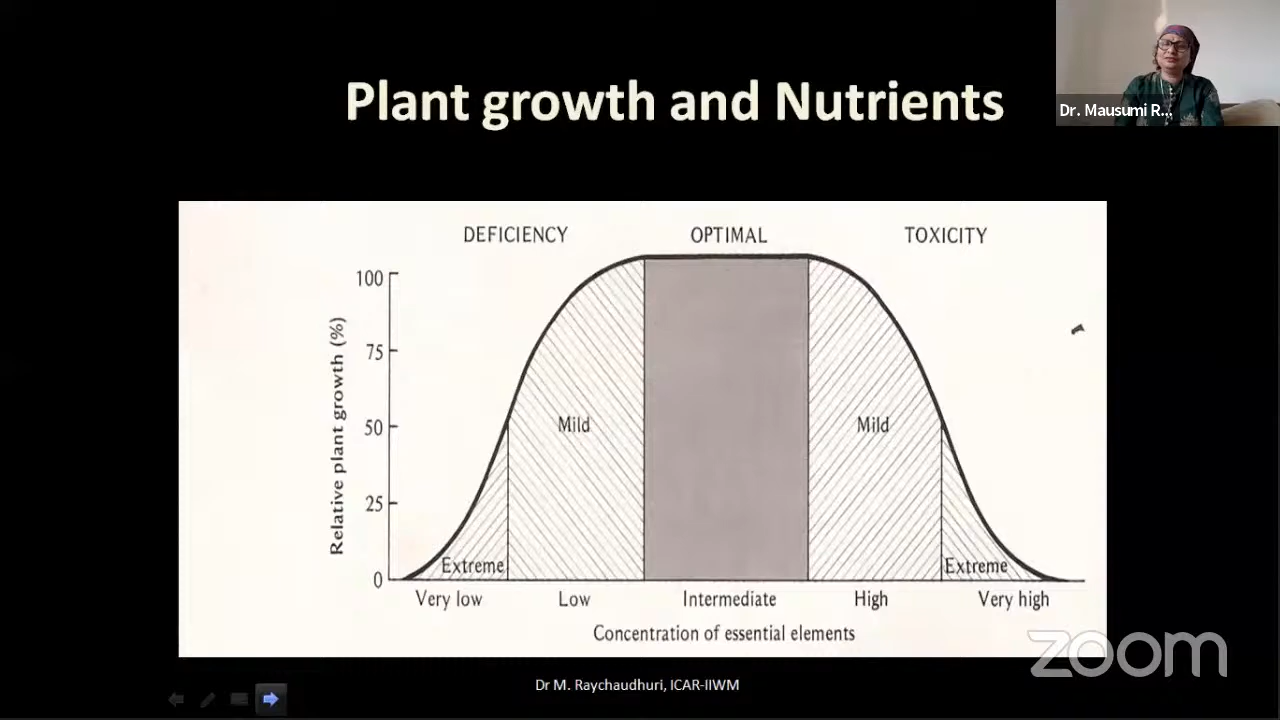 Plant growth and Nutrients
Dr. Mausumi R...
DEFICIENCY OPTIMAL TOXICITY
100
75
50
25
0
Relative plant growth (%)
Mild Mild
Extreme Extreme
Very low Low Intermediate High Very high
Concentration of essential elements
zoom
Dr M. Raychaudhuri, ICAR-IIWM